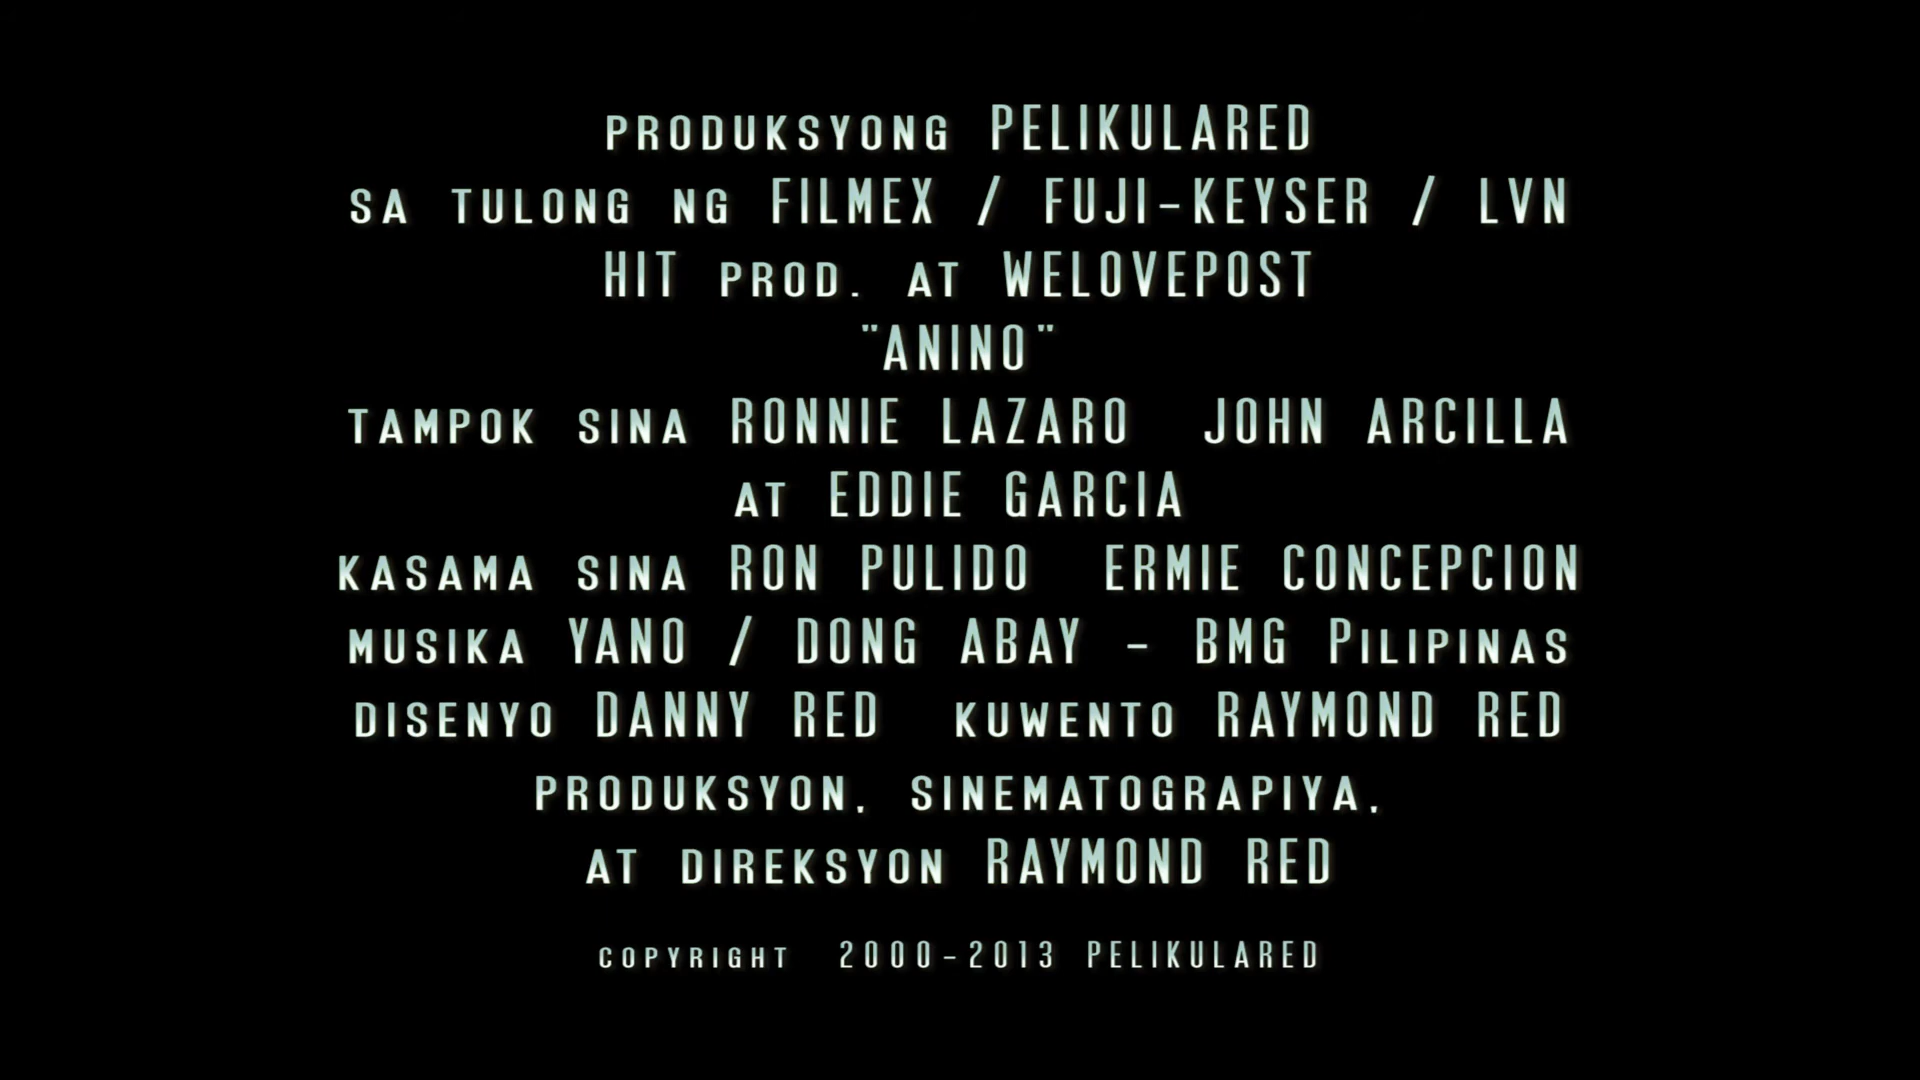 PRODUKSYONG PELIKULARED
SA TULONG NG FILMEX / FUJI-KEYSER / LVN
HIT PROD. AT WELOVEPOST
"ANINO"
TAMPOK SINA RONNIE LAZARO JOHN ARCILLA
AT EDDIE GARCIA
KASAMA SINA RON PULIDO ERMIE CONCEPCION
MUSIKA YANO / DONG ABAY - BMG PILIPINAS
DISENYO DANNY RED KUWENTO RAYMOND RED
PRODUKSYON, SINEMATOGRAPIYA,
AT DIREKSYON RAYMOND RED
COPYRIGHT 2000-2013 PELIKULARED